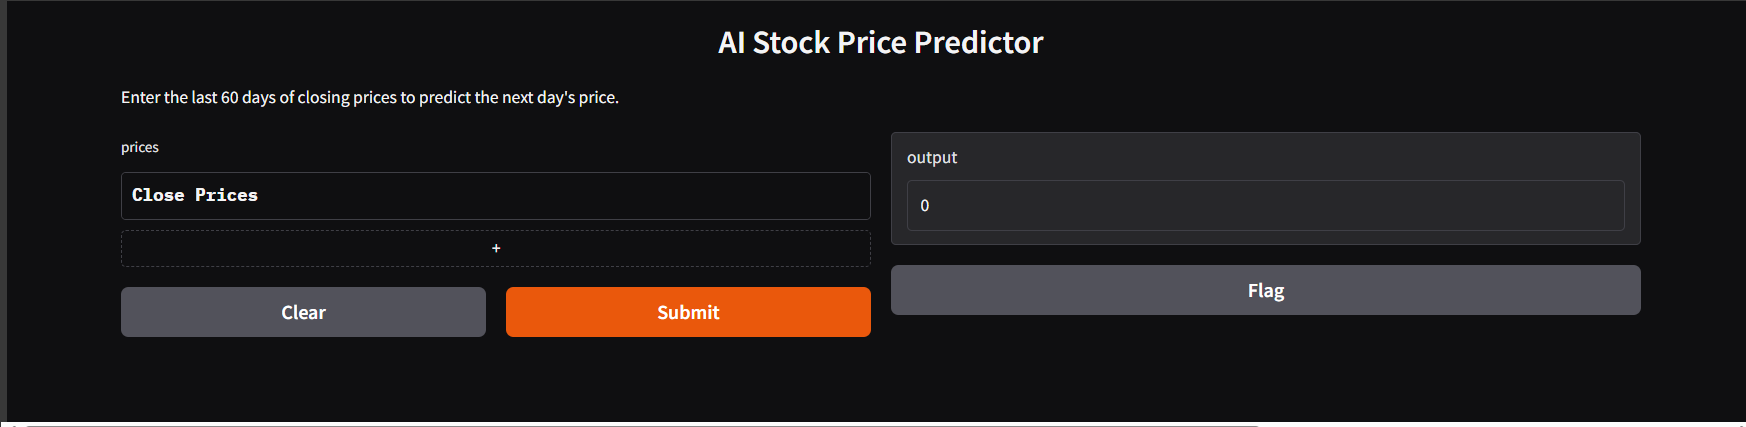 AI Stock Price Predictor
Enter the last 60 days of closing prices to predict the next day's price.
prices
Close Prices
+
Clear
Submit
output
0
Flag